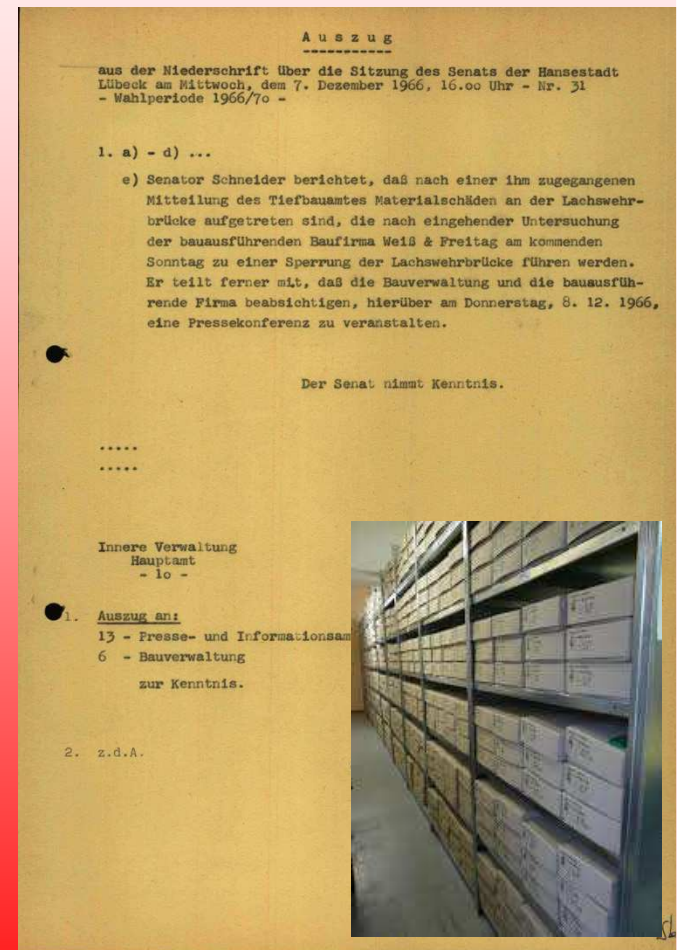 A u s z u g
aus der Niederschrift über die Sitzung des Senats der Hansestadt
Lübeck am Mittwoch, dem 7. Dezember 1966, 16.oo Uhr - Nr. 31
- Wahlperiode 1966/7o -
1. a) - d) ...
e) Senator Schneider berichtet, daß nach einer ihm zugegangenen
Mitteilung des Tiefbauamtes Materialschäden an der Lachswehr-
brücke aufgetreten sind, die nach eingehender Untersuchung
der bauausführenden Baufirma Weiß & Freitag am kommenden
Sonntag zu einer Sperrung der Lachswehrbrücke führen werden.
Er teilt ferner mit, daß die Bauverwaltung und die bauausfüh-
rende Firma beabsichtigen, hierüber am Donnerstag, 8. 12. 1966,
eine Pressekonferenz zu veranstalten.
Der Senat nimmt Kenntnis.
.....
.....
Innere Verwaltung
Hauptamt
- 1o -
1. Auszug an:
13 - Presse- und Informationsam
6 - Bauverwaltung
zur Kenntnis.
2. z.d.A.